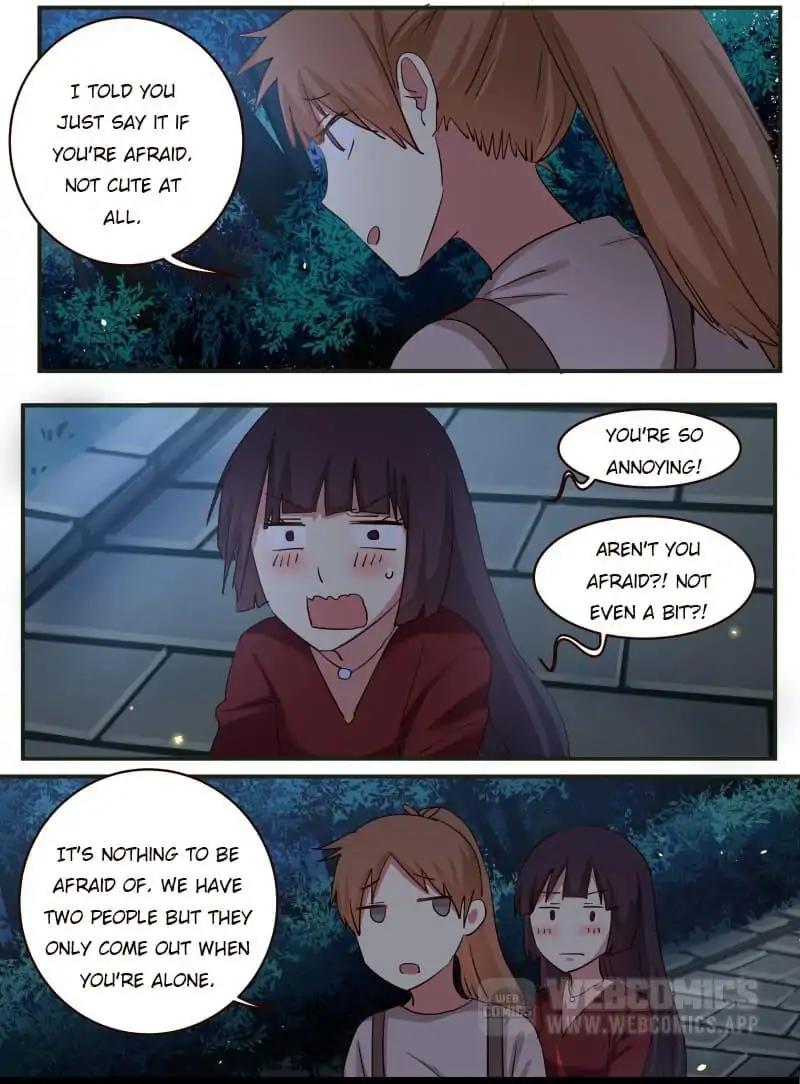 I TOLD YOU
JUST SAY IT IF
YOU'RE AFRAID.
NOT CUTE AT
ALL.
YOU'RE SO
ANNOYING!
AREN'T YOU
AFRAID?! NOT
EVEN A BIT?!
IT'S NOTHING TO BE
AFRAID OF. WE HAVE
TWO PEOPLE BUT THEY
ONLY COME OUT WHEN
YOU'RE ALONE.
WEB
COMICS
WEBCOMICS
WWW.WEBCOMICS.APP